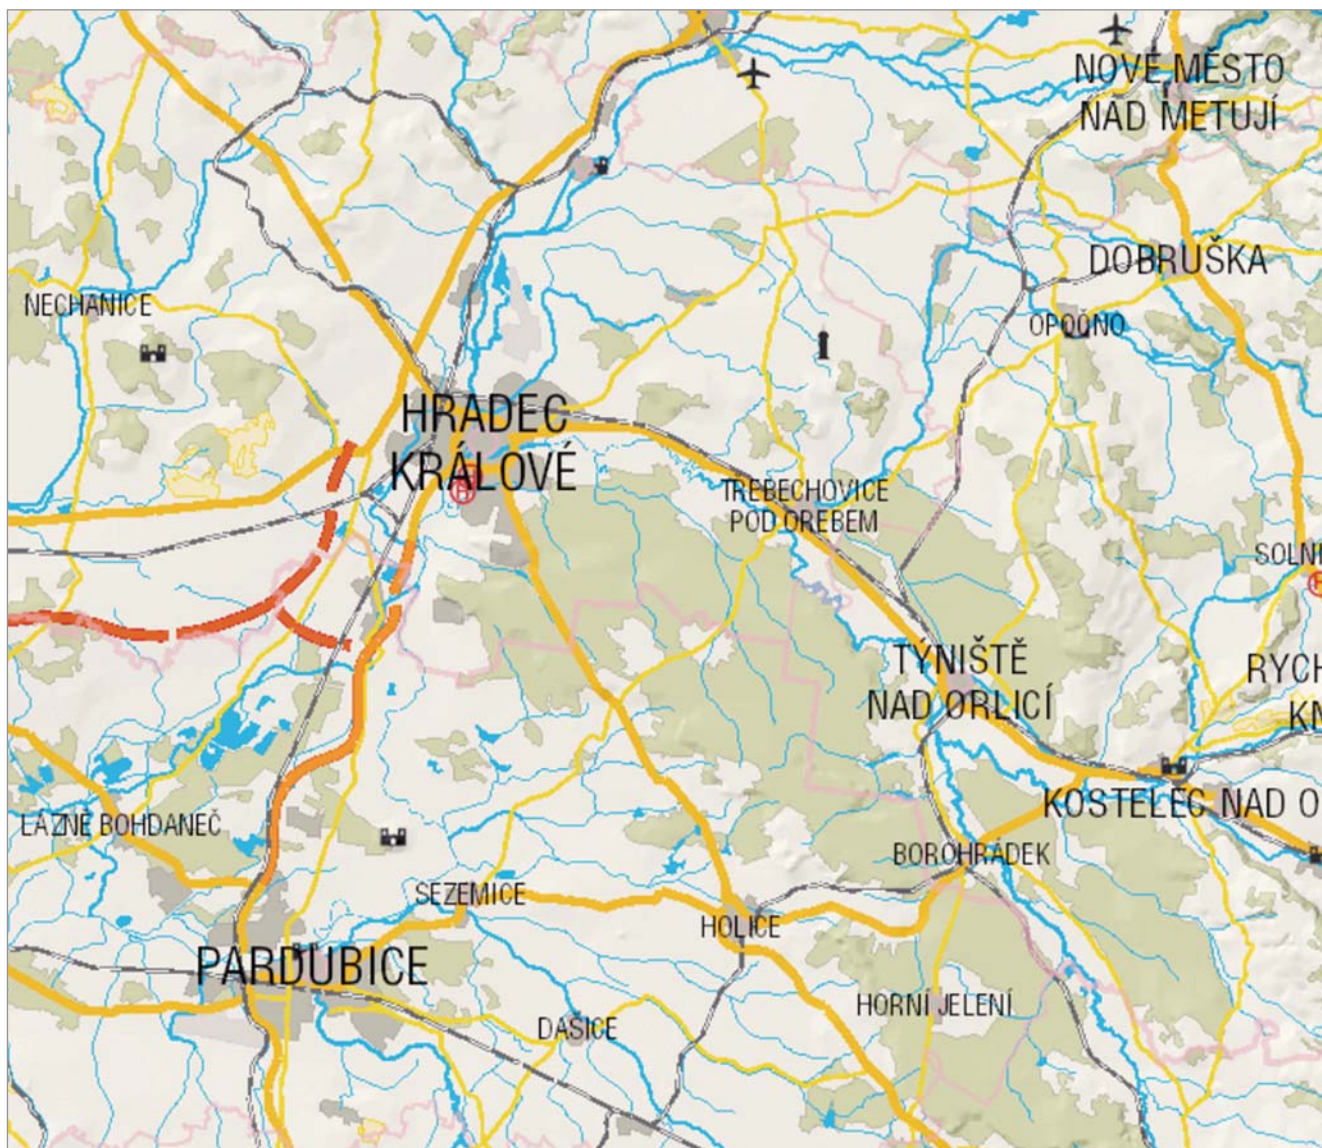 NOVÉ MĚSTO
NAD METUJÍ
DOBRUŠKA
NECHANICE
OPOČNO
HRADEC
KRÁLOVÉ
TŘEBECHOVICE
POD OREBEM
SOLNI
TÝNIŠTĚ
NAD ORLICÍ
RYCH
KN
LÁZNĚ BOHDANEČ
KOSTELEC NAD O
BOROHRÁDEK
SEZEMICE
HOLICE
PARDUBICE
HORNÍ JELENÍ
DAŠICE